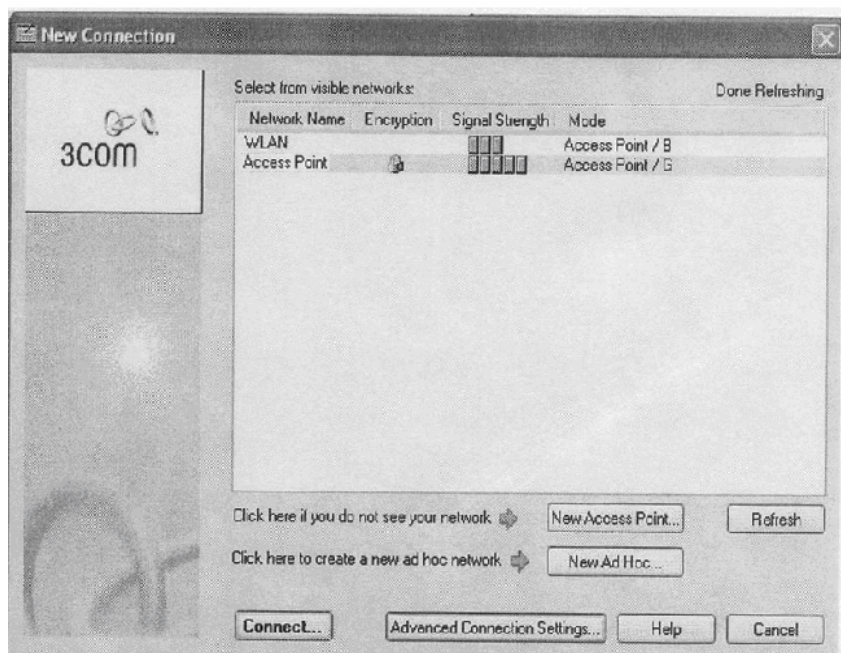 New Connection
3COM
Select from visible networks:
Done Refreshing
Network Name Encryption Signal Strength Mode
WLAN Access Point / B
Access Point Access Point / G
Click here if you do not see your network
New Access Point...
Refresh
Click here to create a new ad hoc network
New Ad Hoc...
Connect...
Advanced Connection Settings...
Help
Cancel